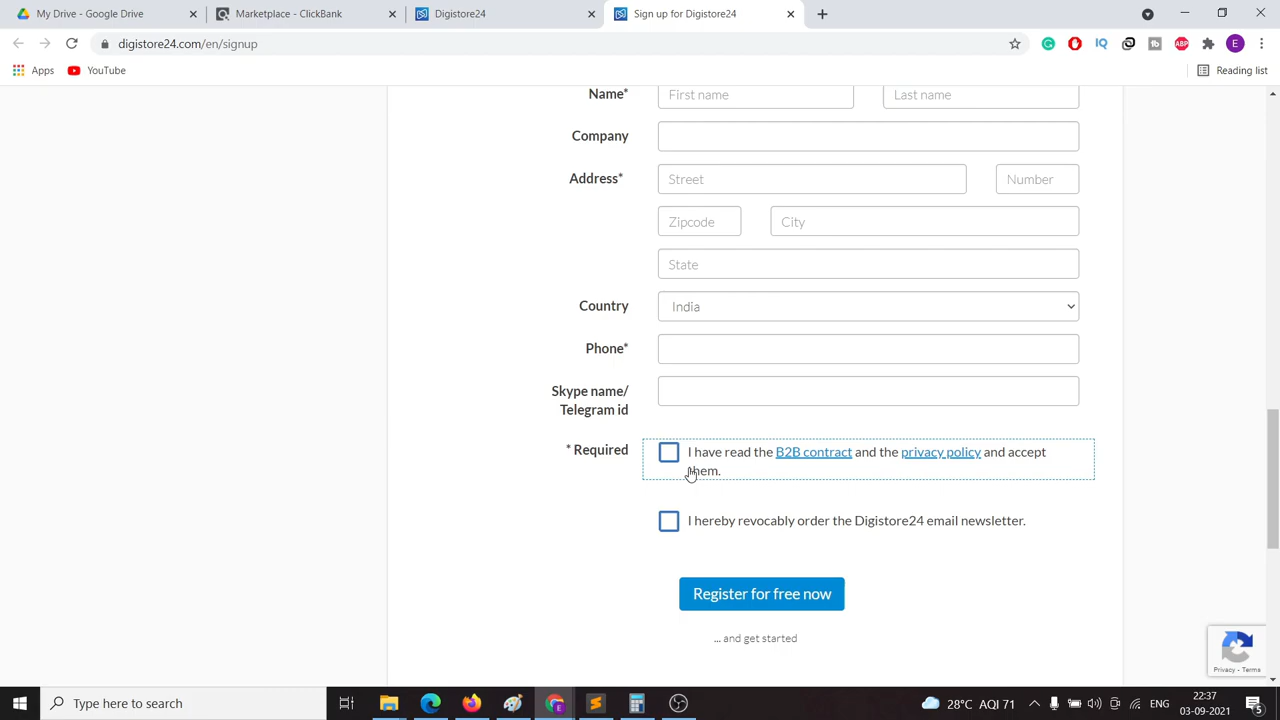 My Drive - Google Drive
Marketplace - ClickBank
Digistore24
Sign up for Digistore24
digistore24.com/en/signup
Apps
YouTube
Reading list
Name*
First name
Last name
Company
Address*
Street
Number
Zipcode
City
State
Country
India
Phone*
Skype name/
Telegram id
* Required
I have read the B2B contract and the privacy policy and accept
them.
I hereby revocably order the Digistore24 email newsletter.
Register for free now
... and get started
Privacy - Terms
Type here to search
28°C AQI 71
ENG
22:37
03-09-2021